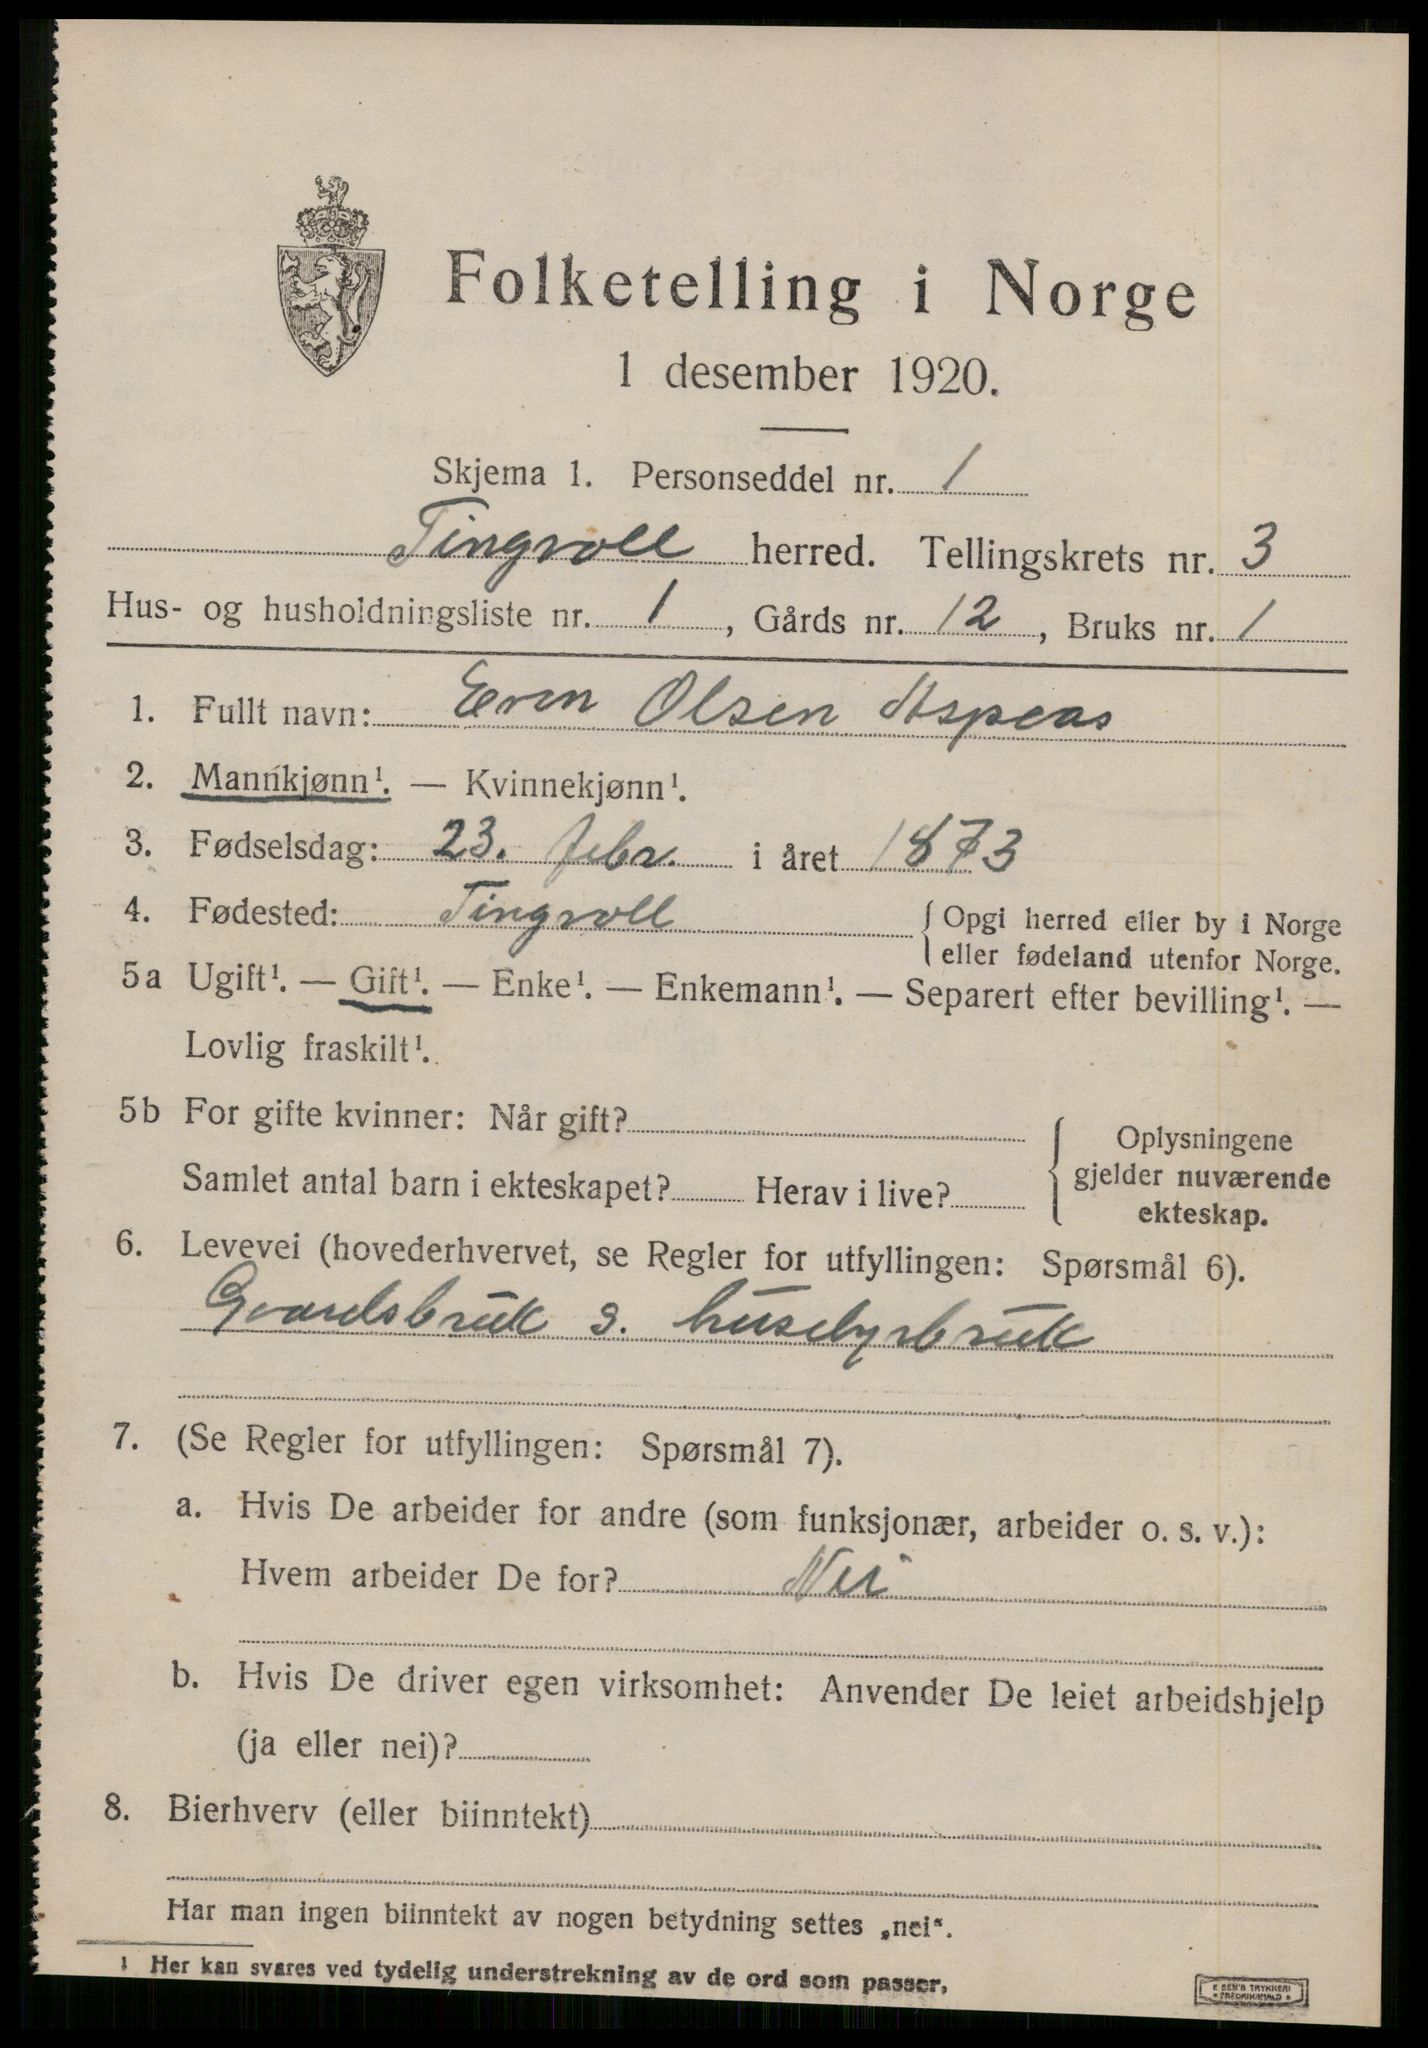 Folketelling i Norge
1 desember 1920.
Skjema 1. Personseddel nr. 1
Tingvoll herred. Tellingskrets nr. 3
Hus- og husholdningsliste nr. 1, Gårds nr. 12, Bruks nr. 1
1. Fullt navn: Even Olsen Aspeas
2. Mannkjønn¹. — Kvinnekjønn¹.
3. Fødselsdag: 23. febr. i året 1873
4. Fødested: Tingvoll { Opgi herred eller by i Norge
eller fødeland utenfor Norge.
5a Ugift¹. — Gift¹. — Enke¹. — Enkemann¹. — Separert efter bevilling¹. —
Lovlig fraskilt¹.
5b For gifte kvinner: Når gift?
Samlet antal barn i ekteskapet? Herav i live?
{ Oplysningene
gjelder nuværende
ekteskap.
6. Levevei (hovederhvervet, se Regler for utfyllingen: Spørsmål 6).
Gaardsbruk s. husebyrbruk
7. (Se Regler for utfyllingen: Spørsmål 7).
a. Hvis De arbeider for andre (som funksjonær, arbeider o. s. v.):
Hvem arbeider De for? Nei
b. Hvis De driver egen virksomhet: Anvender De leiet arbeidshjelp
(ja eller nei)?
8. Bierhverv (eller biinntekt)
Har man ingen biinntekt av nogen betydning settes „nei“.
¹ Her kan svares ved tydelig understrekning av de ord som passer.